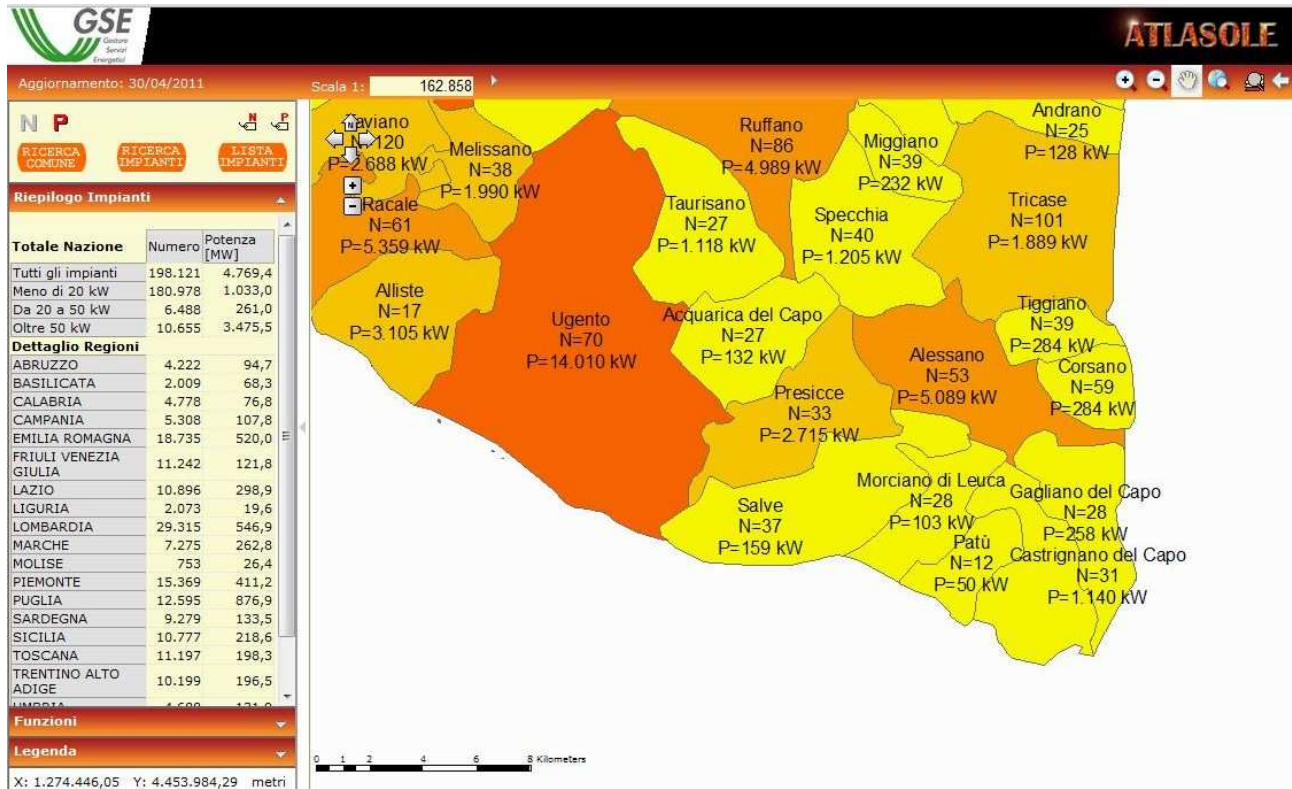 GSE
Gestore
Servizi
Energetici
ATLASOLE
Aggiornamento: 30/04/2011
Scala 1: 162.858
N P
N P
RICERCA COMUNE
RICERCA IMPIANTI
LISTA IMPIANTI
Riepilogo Impianti
Totale Nazione Numero Potenza [MW]
Tutti gli impianti 198.121 4.769,4
Meno di 20 kW 180.978 1.033,0
Da 20 a 50 kW 6.488 261,0
Oltre 50 kW 10.655 3.475,5
Dettaglio Regioni
ABRUZZO 4.222 94,7
BASILICATA 2.009 68,3
CALABRIA 4.778 76,8
CAMPANIA 5.308 107,8
EMILIA ROMAGNA 18.735 520,0
FRIULI VENEZIA GIULIA 11.242 121,8
LAZIO 10.896 298,9
LIGURIA 2.073 19,6
LOMBARDIA 29.315 546,9
MARCHE 7.275 262,8
MOLISE 753 26,4
PIEMONTE 15.369 411,2
PUGLIA 12.595 876,9
SARDEGNA 9.279 133,5
SICILIA 10.777 218,6
TOSCANA 11.197 198,3
TRENTINO ALTO ADIGE 10.199 196,5
Funzioni
Legenda
X: 1.274.446,05 Y: 4.453.984,29 metri
N
aviano
N=120
P=2.688 kW
Melissano
N=38
P=1.990 kW
Racale
N=61
P=5.359 kW
Alliste
N=17
P=3.105 kW
Ugento
N=70
P=14.010 kW
Ruffano
N=86
P=4.989 kW
Taurisano
N=27
P=1.118 kW
Miggiano
N=39
P=232 kW
Specchia
N=40
P=1.205 kW
Andrano
N=25
P=128 kW
Tricase
N=101
P=1.889 kW
Tiggiano
N=39
P=284 kW
Corsano
N=59
P=284 kW
Acquarica del Capo
N=27
P=132 kW
Alessano
N=53
P=5.089 kW
Presicce
N=33
P=2.715 kW
Salve
N=37
P=159 kW
Morciano di Leuca
N=28
P=103 kW
Gagliano del Capo
N=28
P=258 kW
Patù
N=12
P=50 kW
Castrignano del Capo
N=31
P=1.140 kW
0 1 2 4 6 8 Kilometers